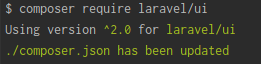 $ composer require laravel/ui
Using version ^2.0 for laravel/ui
./composer.json has been updated